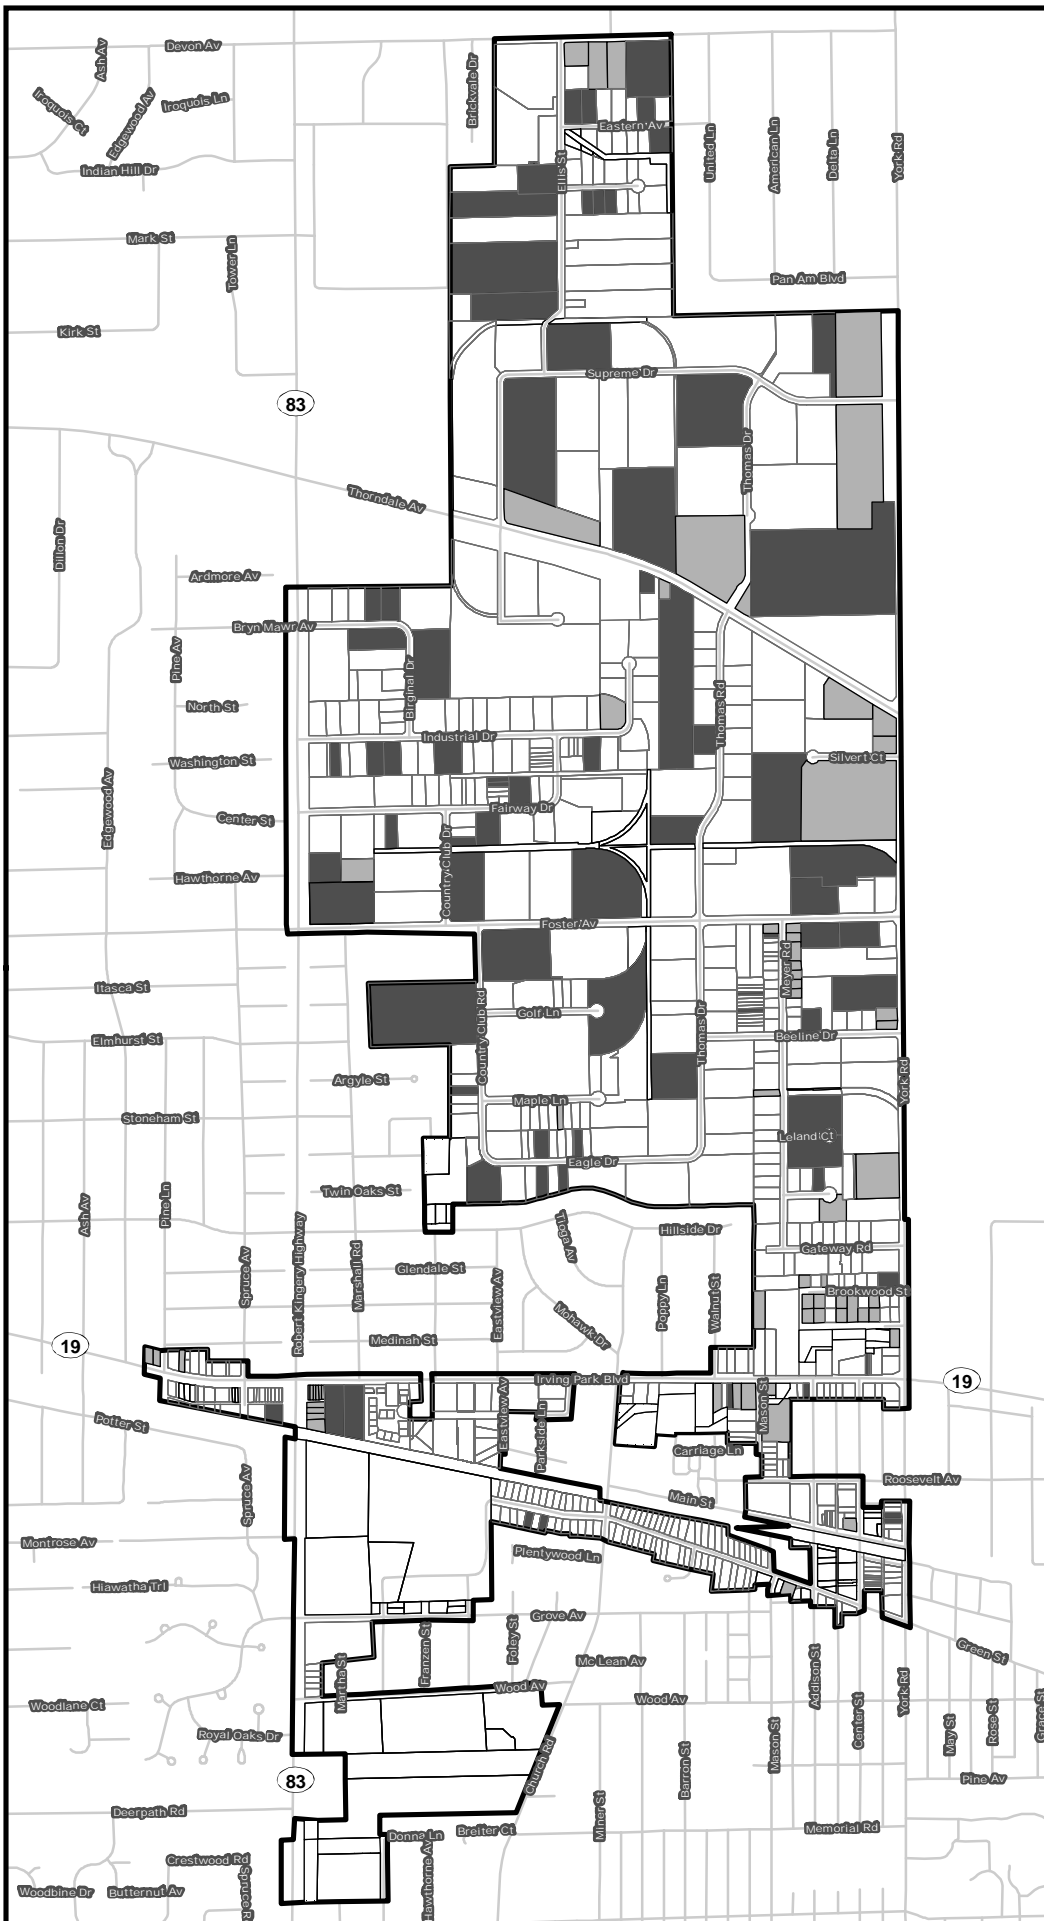 Devon Av
Ash Av
Brickvale Dr
Iroquois Ct
Edgewood Av
Iroquois Ln
Eastern Av
United Ln
American Ln
Delta Ln
York Rd
Ellis St
Indian Hill Dr
Mark St
Tower Ln
Pan Am Blvd
Kirk St
Supreme Dr
83
Thomas Dr
Thorndale Av
Dillon Dr
Ardmore Av
Bryn Mawr Av
Pine Av
Birginal Dr
North St
Thomas Rd
Industrial Dr
Washington St
Silvert Ct
Edgewood Av
Center St
Fairway Dr
Country Club Dr
Hawthorne Av
Foster Av
Meyer Rd
Itasca St
Golf Ln
Country Club Rd
Thomas Dr
Elmhurst St
Beeline Dr
Argyle St
York Rd
Maple Ln
Stoneham St
Leland Ct
Eagle Dr
Twin Oaks St
Ash Av
Pine Ln
Tioga Av
Hillside Dr
Gateway Rd
Spruce Av
Robert Kingery Highway
Marshall Rd
Glendale St
Eastview Av
Poppy Ln
Walnut St
Brookwood St
Mohawk Dr
Medinah St
19
Irving Park Blvd
19
Mason St
Eastview Av
Parkside Ln
Potter St
Carriage Ln
Spruce Av
Roosevelt Av
Main St
Montrose Av
Plentywood Ln
Hiawatha Trl
Grove Av
Foley St
Franzen St
Green St
Mc Lean Av
Martha St
Addison St
Wood Av
Wood Av
York Rd
Woodlane Ct
Center St
May St
Rose St
Grace St
Royal Oaks Dr
Mason St
Church Rd
Barron St
83
Pine Av
Deerpath Rd
Miner St
Breiter Ct
Memorial Rd
Donna Ln
Crestwood Rd
Hawthorne Av
Woodbine Dr
Butternut Av